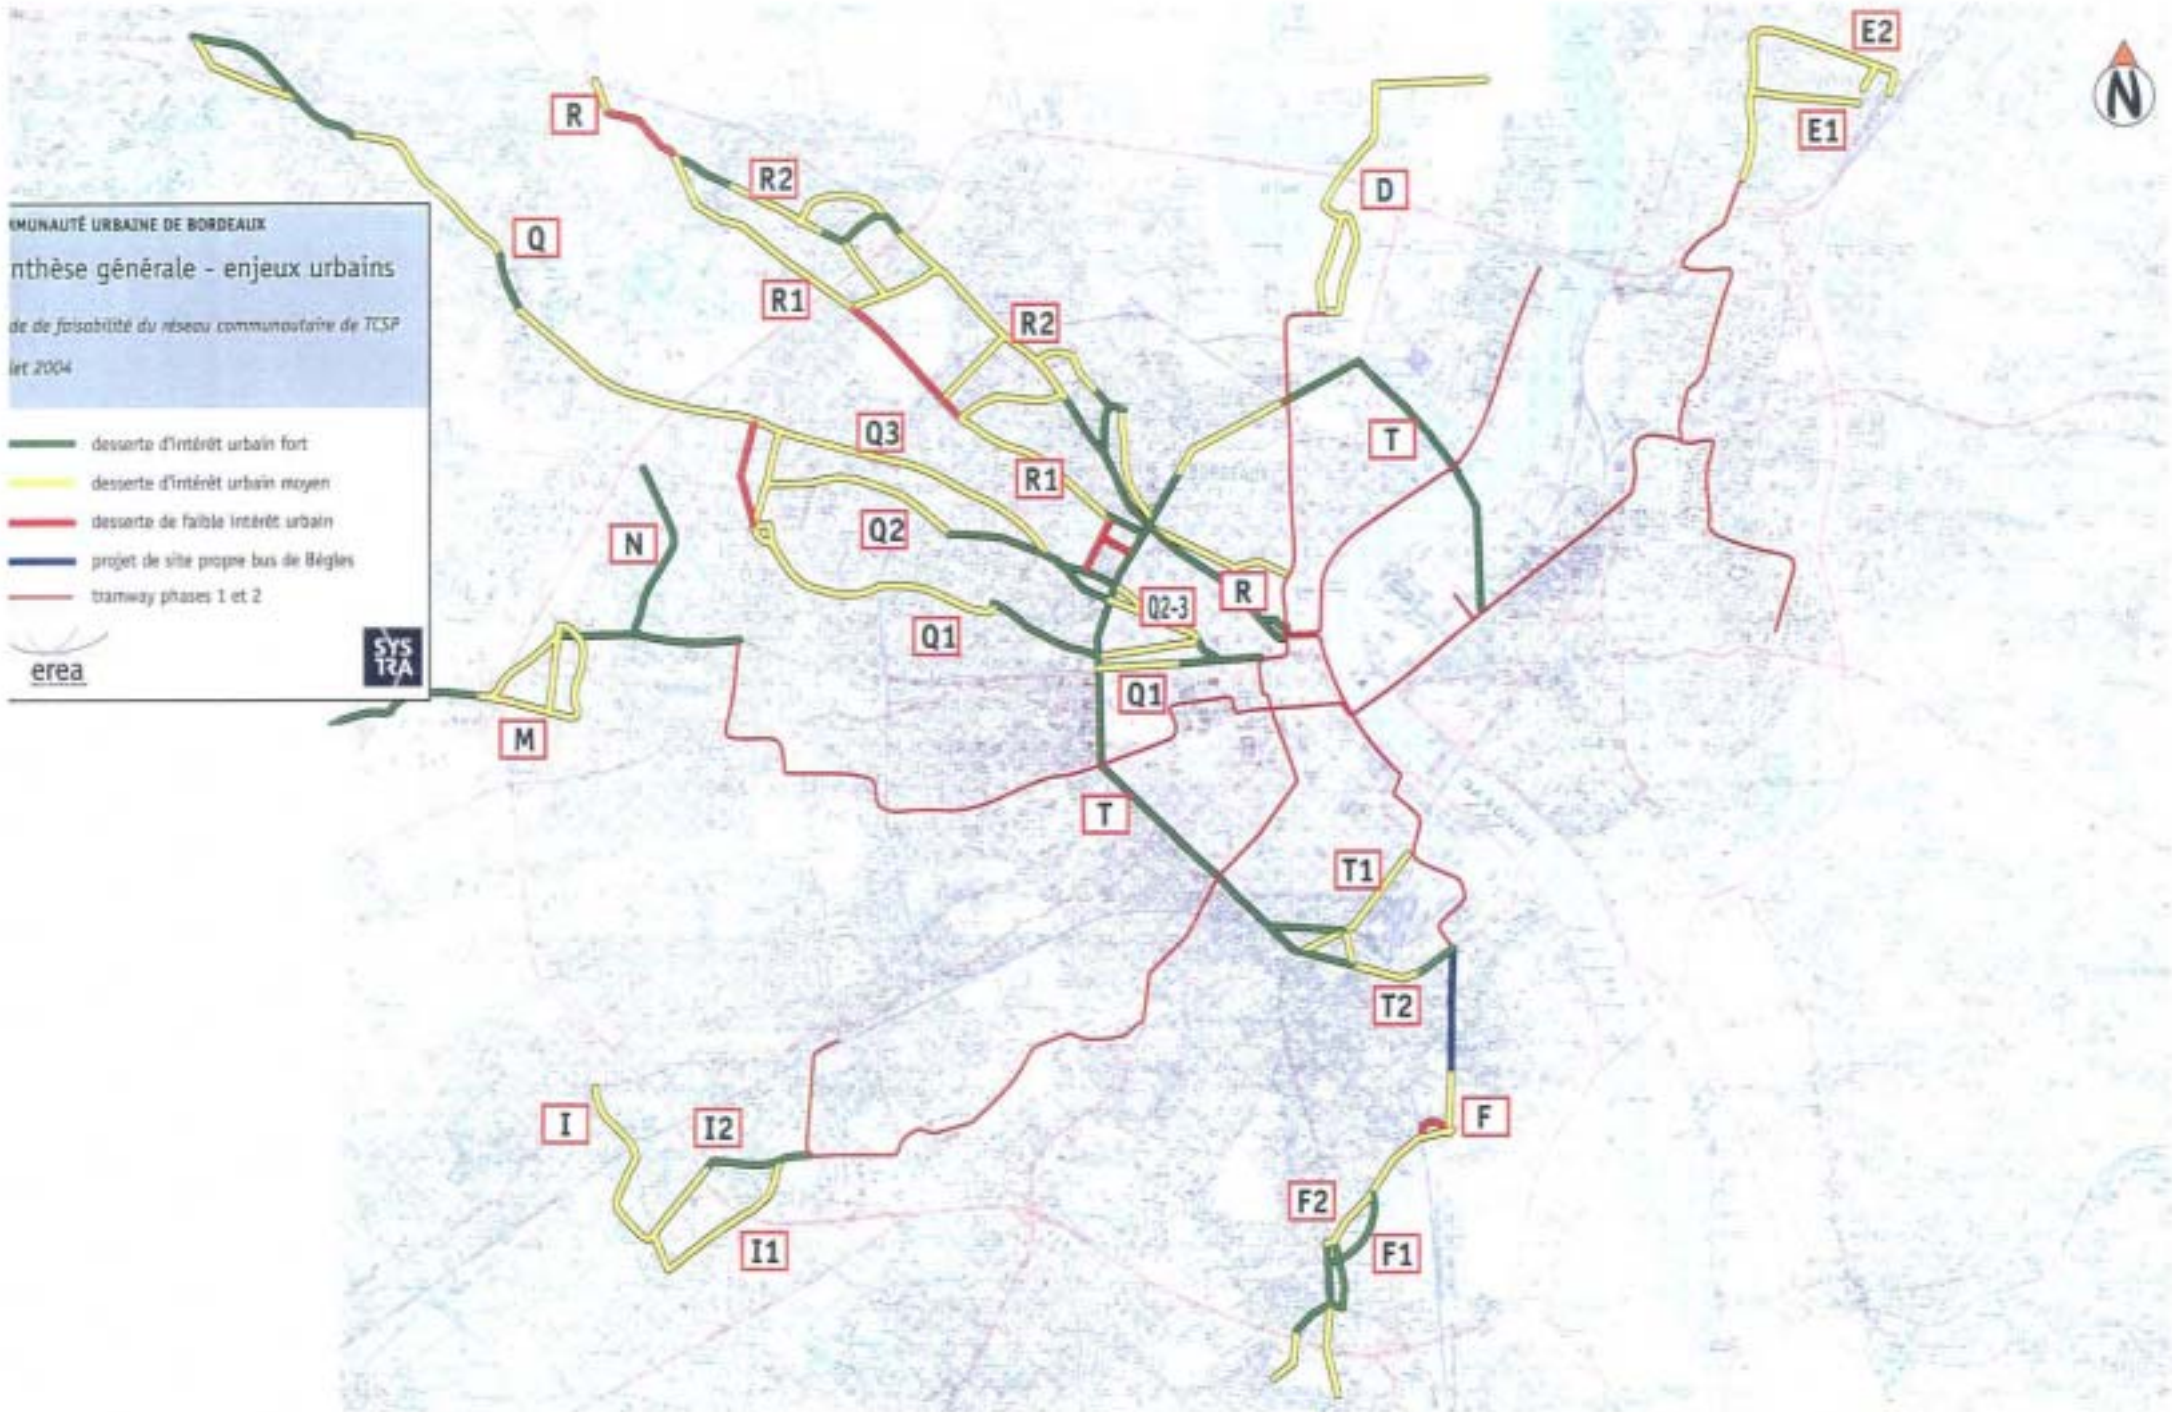 MMUNAUTÉ URBAINE DE BORDEAUX
nthèse générale - enjeux urbains
de de faisabilité du réseau communautaire de TCSP
let 2004
desserte d'intérêt urbain fort
desserte d'intérêt urbain moyen
desserte de faible intérêt urbain
projet de site propre bus de Bègles
tramway phases 1 et 2
erea
SYS
TRA
E2
N
R
E1
R2
D
Q
R1
R2
Q3
T
R1
Q2
N
R
Q2-3
Q1
Q1
M
T
T1
T2
I
I2
F
F2
I1
F1